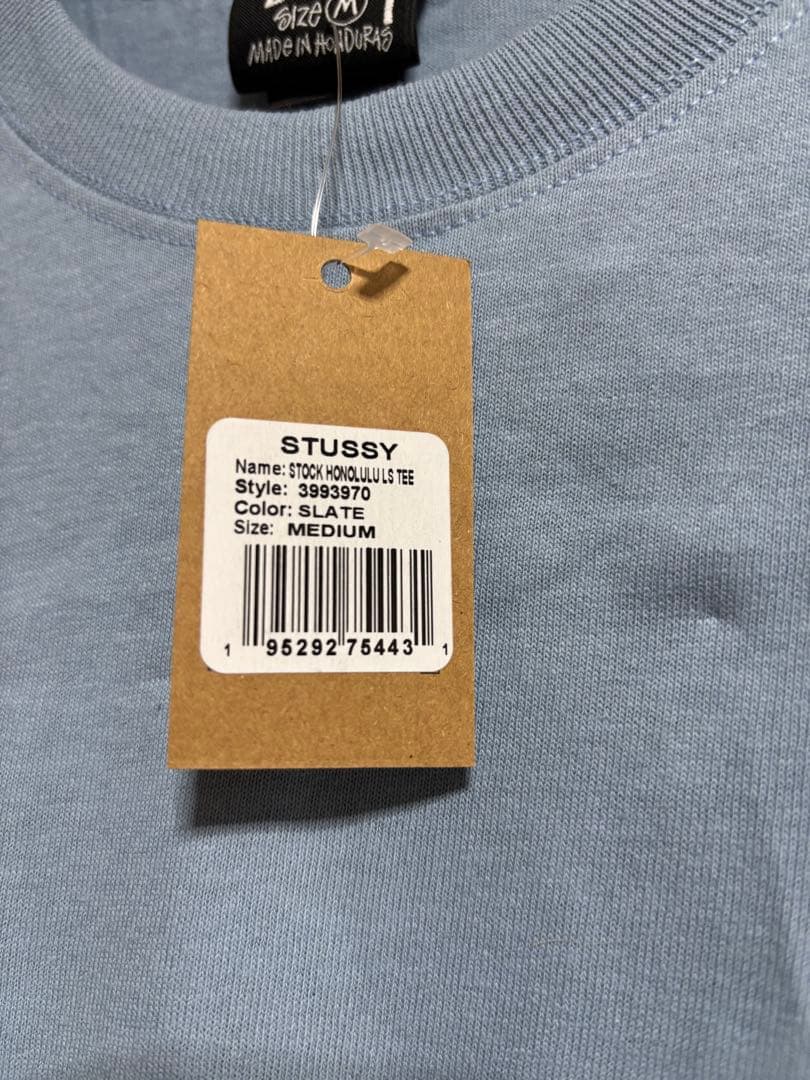 Size M
MADE IN HONDURAS
STUSSY
Name: STOCK HONOLULU LS TEE
Style: 3993970
Color: SLATE
Size: MEDIUM
1 95292 75443 1